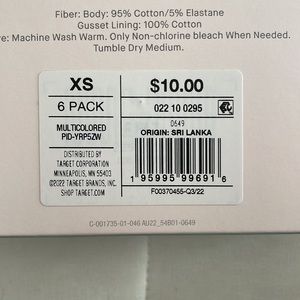 Fiber: Body: 95% Cotton/5% Elastane
Gusset Lining: 100% Cotton
e: Machine Wash Warm. Only Non-chlorine bleach When Needed.
Tumble Dry Medium.
XS
$10.00
6 PACK
022 10 0295
0649
MULTICOLORED
PID-YRP5ZW
ORIGIN: SRI LANKA
DISTRIBUTED BY
TARGET CORPORATION
MINNEAPOLIS, MN 55403
©2022 TARGET BRANDS, INC.
SHOP TARGET.COM
1 95995 99691 6
F00370455-Q3/22
C-001735-01-046 AU22_54B01-0649